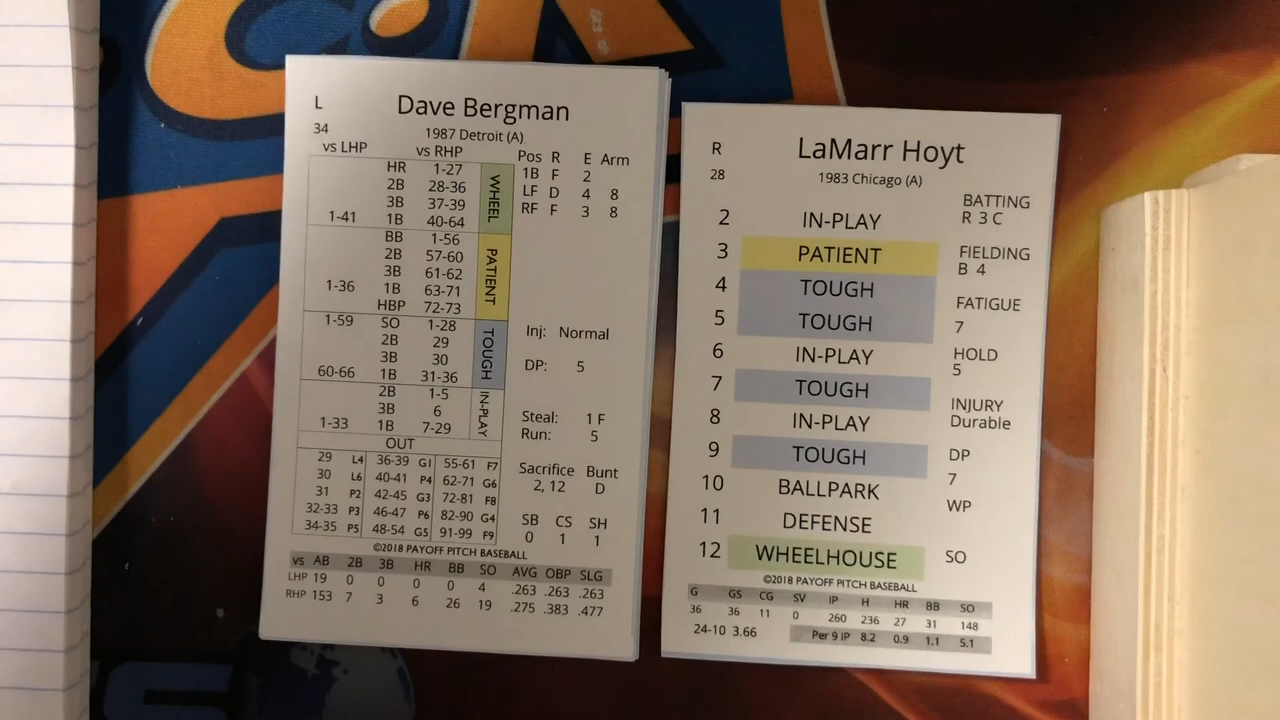 L
Dave Bergman
34
1987 Detroit (A)
vs LHP vs RHP Pos R E Arm
HR 1-27 1B F 2
2B 28-36 LF D 4 8
3B 37-39 RF F 3 8
1-41 1B 40-64
WHEEL
BB 1-56
2B 57-60
3B 61-62
1-36 1B 63-71
HBP 72-73
PATIENT
1-59 SO 1-28
2B 29
3B 30
60-66 1B 31-36
TOUGH
2B 1-5
3B 6
1-33 1B 7-29
IN-PLAY
Inj: Normal
DP: 5
Steal: 1 F
Run: 5
Sacrifice Bunt
2, 12 D
SB CS SH
0 1 1
OUT
29 L4 36-39 G1 55-61 F7
30 L6 40-41 P4 62-71 G6
31 P2 42-45 G3 72-81 F8
32-33 P3 46-47 P6 82-90 G4
34-35 P5 48-54 G5 91-99 F9
©2018 PAYOFF PITCH BASEBALL
vs AB 2B 3B HR BB SO AVG OBP SLG
LHP 19 0 0 0 0 4 .263 .263 .263
RHP 153 7 3 6 26 19 .275 .383 .477
R
LaMarr Hoyt
28
1983 Chicago (A)
2 IN-PLAY
3 PATIENT
4 TOUGH
5 TOUGH
6 IN-PLAY
7 TOUGH
8 IN-PLAY
9 TOUGH
10 BALLPARK
11 DEFENSE
12 WHEELHOUSE
BATTING
R 3 C
FIELDING
B 4
FATIGUE
7
HOLD
5
INJURY
Durable
DP
7
WP
SO
©2018 PAYOFF PITCH BASEBALL
G GS CG SV IP H HR BB SO
36 36 11 0 260 236 27 31 148
24-10 3.66 Per 9 IP 8.2 0.9 1.1 5.1